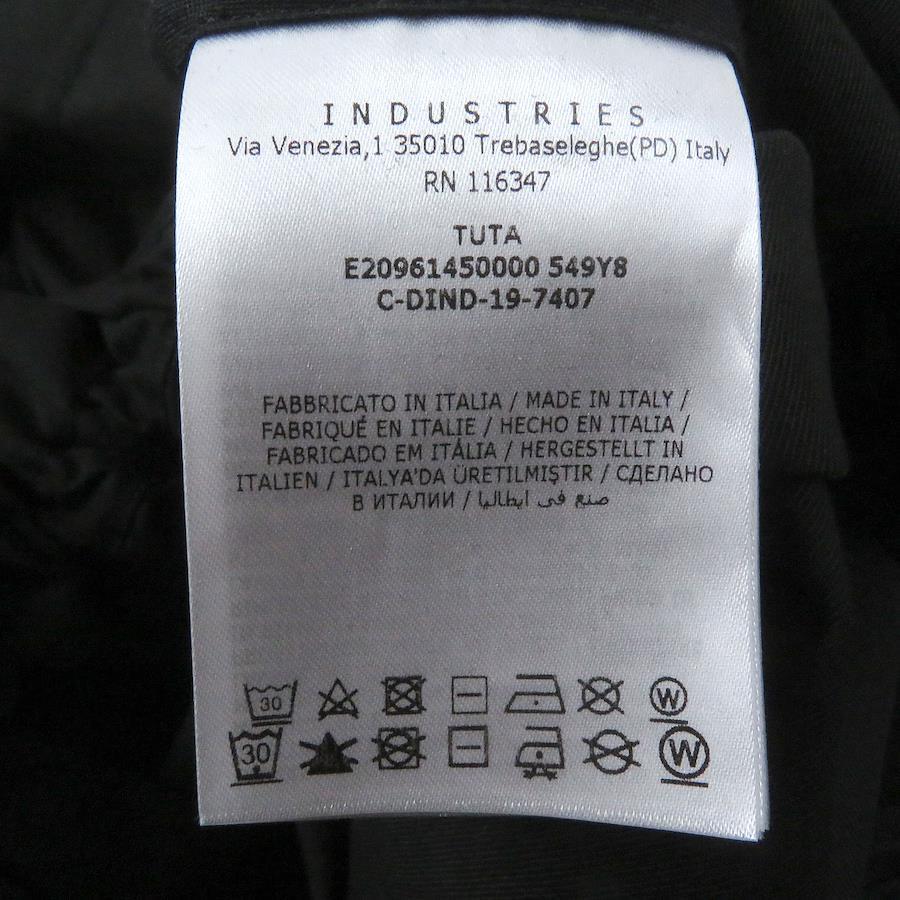 INDUSTRIES
Via Venezia,1 35010 Trebaseleghe(PD) Italy
RN 116347
TUTA
E20961450000 549Y8
C-DIND-19-7407
FABBRICATO IN ITALIA / MADE IN ITALY /
FABRIQUÉ EN ITALIE / HECHO EN ITALIA /
FABRICADO EM ITÁLIA / HERGESTELLT IN
ITALIEN / ITALYA'DA ÜRETILMIŞTIR / СДЕЛАНО
В ИТАЛИИ / صنع في ايطاليا
30 W
30 W